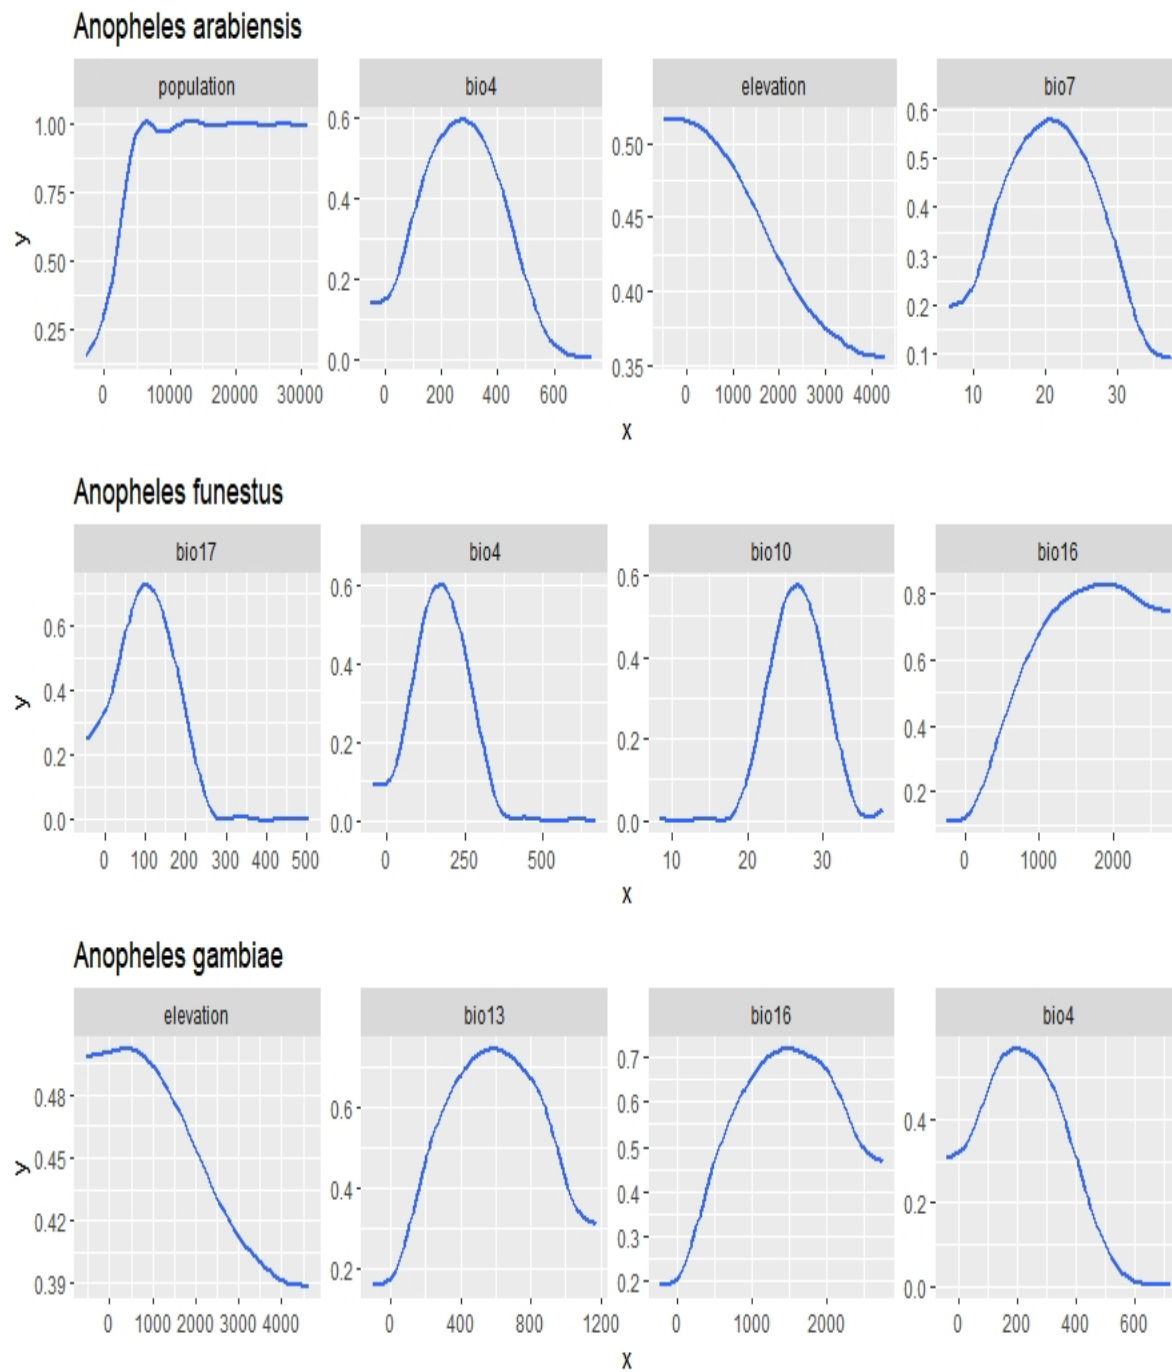 Anopheles arabiensis
population bio4 elevation bio7
1.00 0.75 0.50 0.25
0.6 0.4 0.2 0.0
0.50 0.45 0.40 0.35
0.6 0.5 0.4 0.3 0.2 0.1
y
0 10000 20000 30000 0 200 400 600 0 1000 2000 3000 4000 10 20 30
x
Anopheles funestus
bio17 bio4 bio10 bio16
0.6 0.4 0.2 0.0
0.6 0.4 0.2 0.0
0.6 0.4 0.2 0.0
0.8 0.6 0.4 0.2
y
0 100 200 300 400 500 0 250 500 10 20 30 0 1000 2000
x
Anopheles gambiae
elevation bio13 bio16 bio4
0.48 0.45 0.42 0.39
0.6 0.4 0.2
0.7 0.6 0.5 0.4 0.3 0.2
0.4 0.2 0.0
y
0 1000 2000 3000 4000 0 400 800 1200 0 1000 2000 0 200 400 600
x